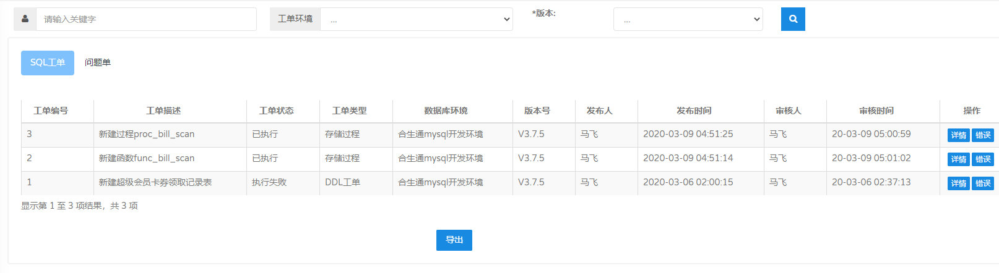 请输入关键字 工单环境 ... *版本: ...
SQL工单 问题单
工单编号 工单描述 工单状态 工单类型 数据库环境 版本号 发布人 发布时间 审核人 审核时间 操作
3 新建过程proc_bill_scan 已执行 存储过程 合生通mysql开发环境 V3.7.5 马飞 2020-03-09 04:51:25 马飞 20-03-09 05:00:59 详情 错误
2 新建函数func_bill_scan 已执行 存储过程 合生通mysql开发环境 V3.7.5 马飞 2020-03-09 04:51:14 马飞 20-03-09 05:01:02 详情 错误
1 新建超级会员卡券领取记录表 执行失败 DDL工单 合生通mysql开发环境 V3.7.5 马飞 2020-03-06 02:00:15 马飞 20-03-06 02:37:13 详情 错误
显示第 1 至 3 项结果，共 3 项
导出